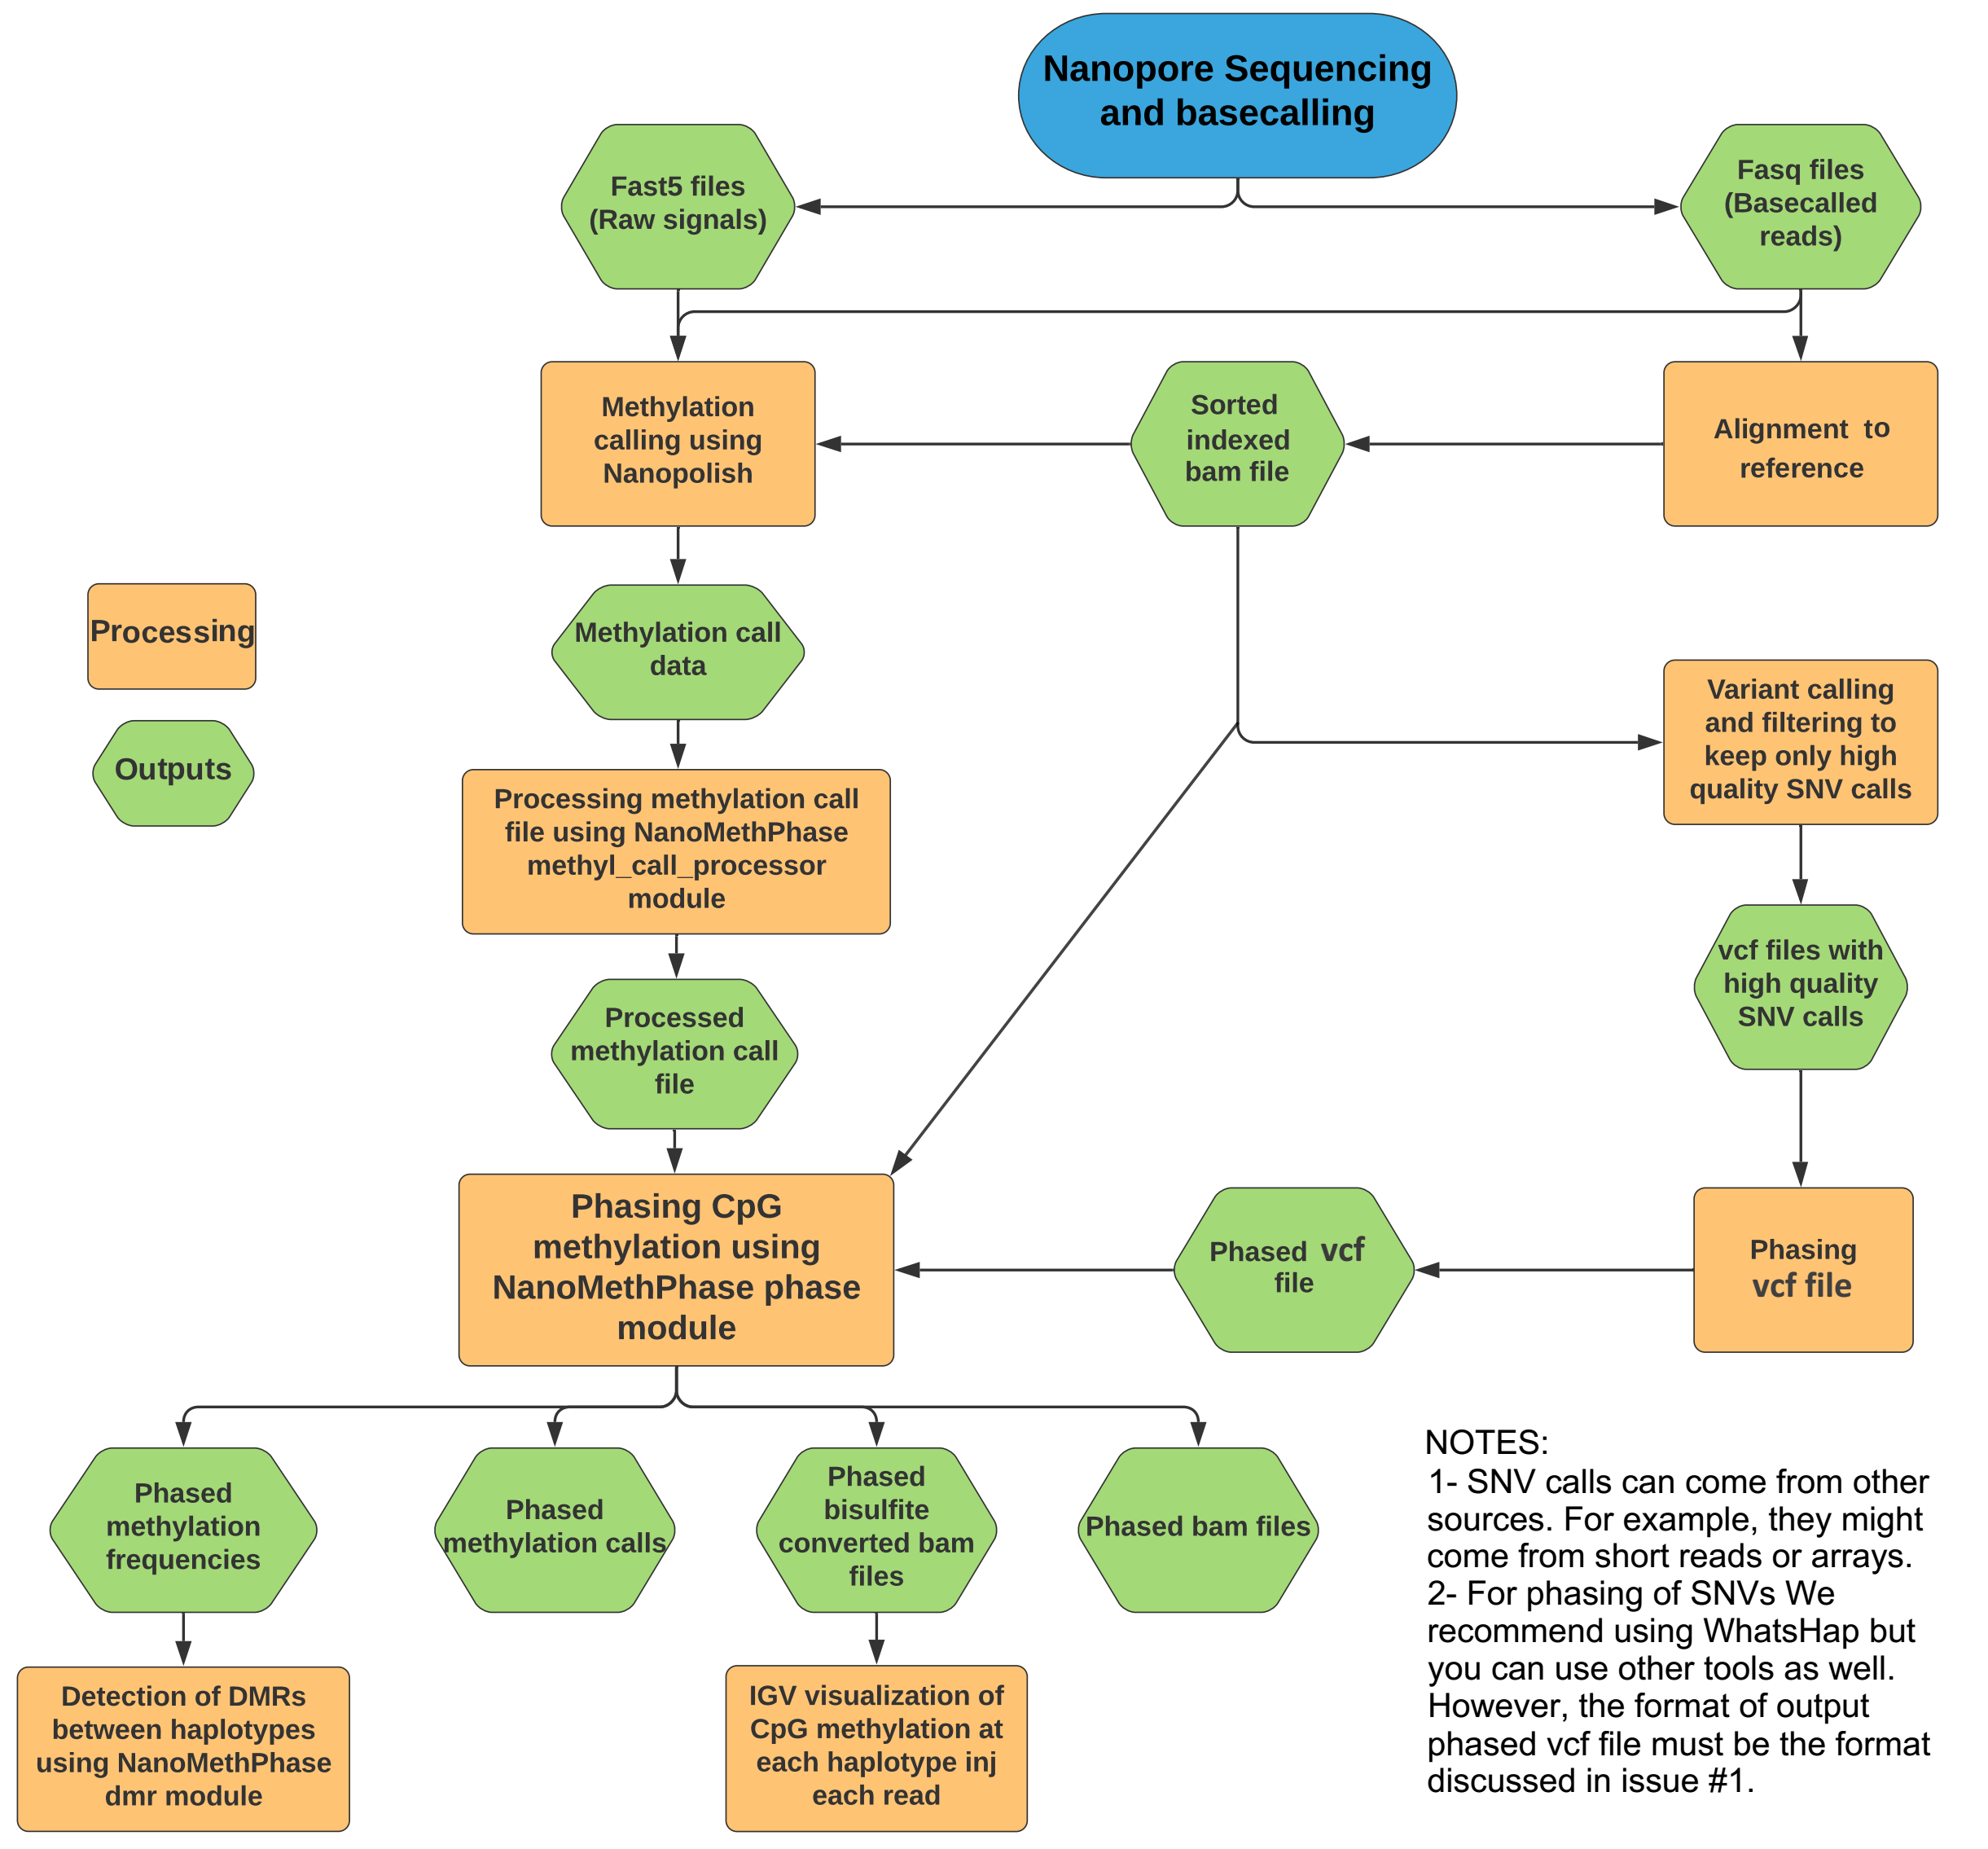 Nanopore Sequencing
and basecalling
Fast5 files
(Raw signals)
Fasq files
(Basecalled
reads)
Methylation
calling using
Nanopolish
Sorted
indexed
bam file
Alignment to
reference
Processing
Outputs
Methylation call
data
Variant calling
and filtering to
keep only high
quality SNV calls
Processing methylation call
file using NanoMethPhase
methyl_call_processor
module
vcf files with
high quality
SNV calls
Processed
methylation call
file
Phasing CpG
methylation using
NanoMethPhase phase
module
Phased vcf
file
Phasing
vcf file
Phased
methylation
frequencies
Phased
methylation calls
Phased
bisulfite
converted bam
files
Phased bam files
Detection of DMRs
between haplotypes
using NanoMethPhase
dmr module
IGV visualization of
CpG methylation at
each haplotype inj
each read
NOTES:
1- SNV calls can come from other
sources. For example, they might
come from short reads or arrays.
2- For phasing of SNVs We
recommend using WhatsHap but
you can use other tools as well.
However, the format of output
phased vcf file must be the format
discussed in issue #1.